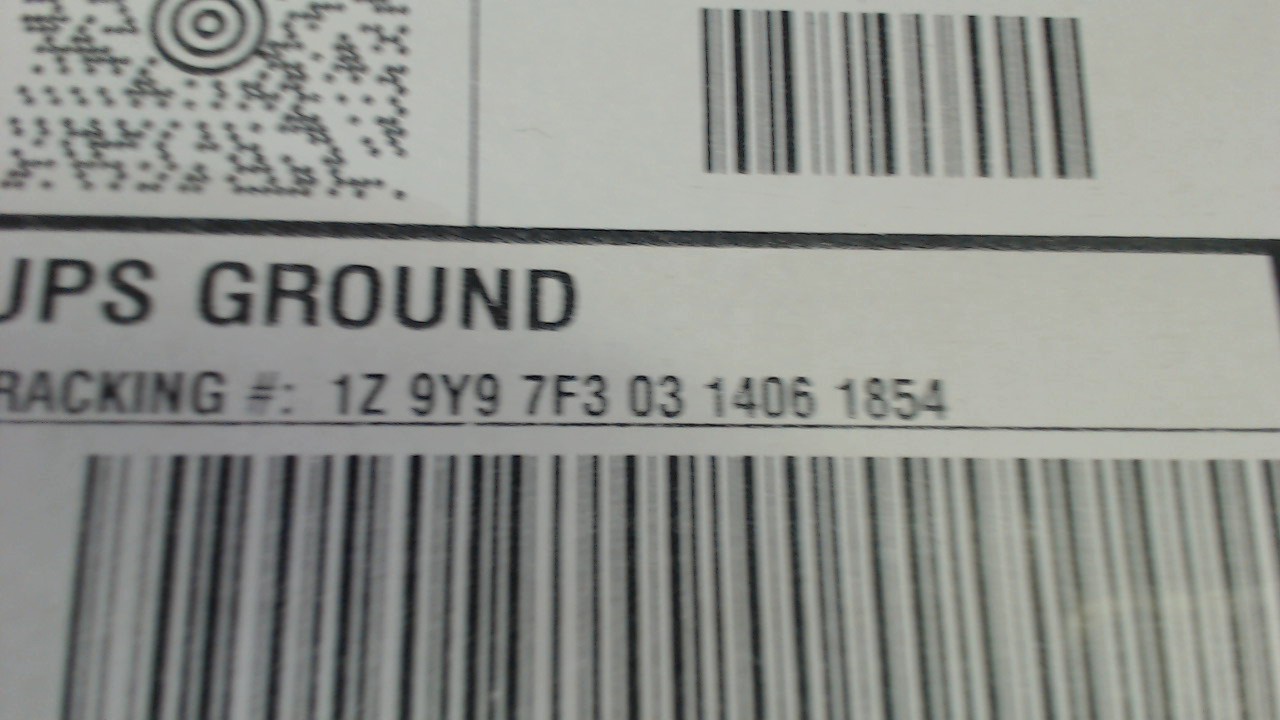 UPS GROUND
TRACKING #: 1Z 9Y9 7F3 03 1406 1854